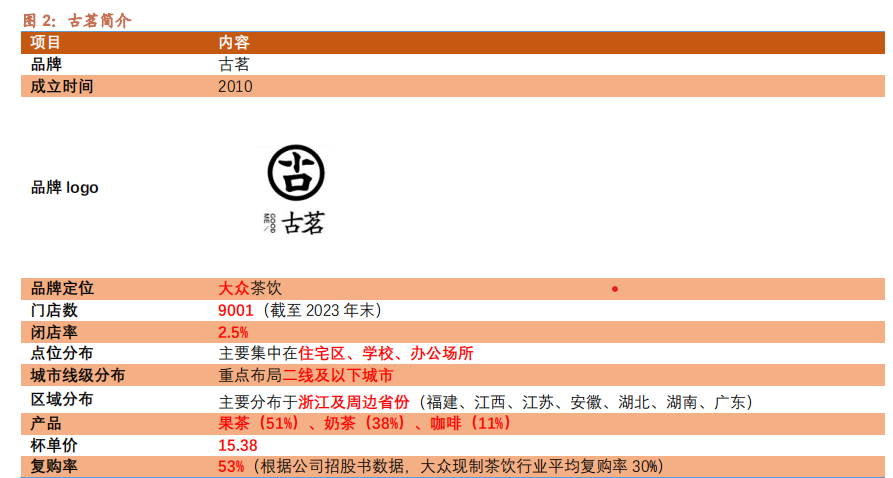 图 2：古茗简介
项目 内容
品牌 古茗
成立时间 2010
品牌 logo
古茗
品牌定位 大众茶饮
门店数 9001（截至 2023 年末）
闭店率 2.5%
点位分布 主要集中在住宅区、学校、办公场所
城市线级分布 重点布局二线及以下城市
区域分布 主要分布于浙江及周边省份（福建、江西、江苏、安徽、湖北、湖南、广东）
产品 果茶（51%）、奶茶（38%）、咖啡（11%）
杯单价 15.38
复购率 53%（根据公司招股书数据，大众现制茶饮行业平均复购率 30%）